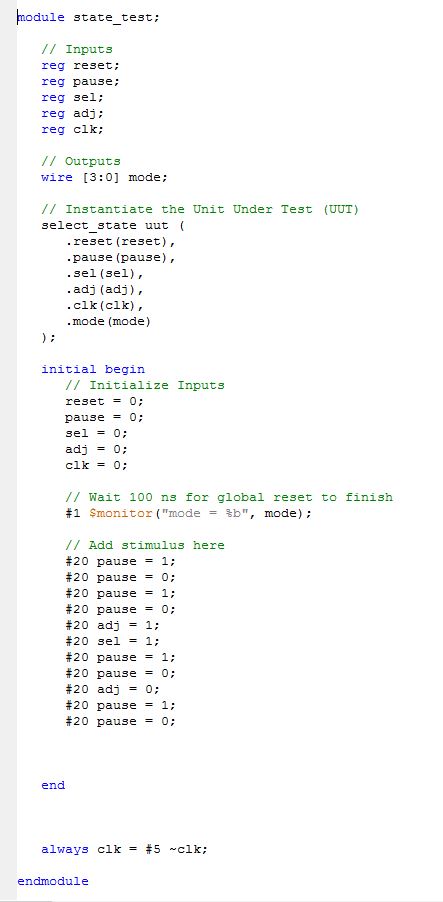 module state_test;
// Inputs
reg reset;
reg pause;
reg sel;
reg adj;
reg clk;
// Outputs
wire [3:0] mode;
// Instantiate the Unit Under Test (UUT)
select_state uut (
.reset(reset),
.pause(pause),
.sel(sel),
.adj(adj),
.clk(clk),
.mode(mode)
);
initial begin
// Initialize Inputs
reset = 0;
pause = 0;
sel = 0;
adj = 0;
clk = 0;
// Wait 100 ns for global reset to finish
#1 $monitor("mode = %b", mode);
// Add stimulus here
#20 pause = 1;
#20 pause = 0;
#20 pause = 1;
#20 pause = 0;
#20 adj = 1;
#20 sel = 1;
#20 pause = 1;
#20 pause = 0;
#20 adj = 0;
#20 pause = 1;
#20 pause = 0;
end
always clk = #5 ~clk;
endmodule